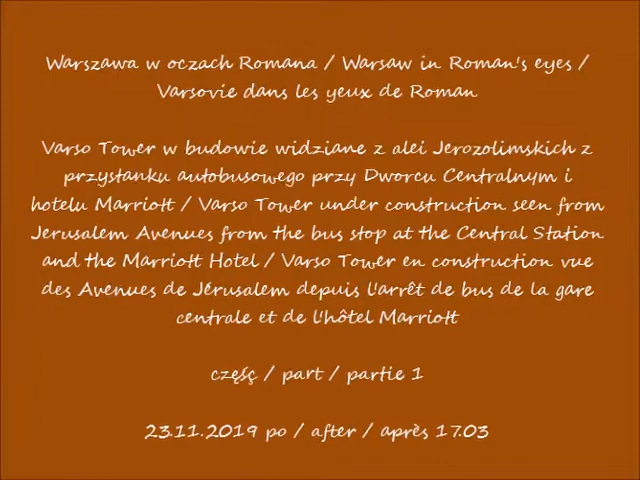 Warszawa w oczach Romana / Warsaw in Roman's eyes /
Varsovie dans les yeux de Roman
Varso Tower w budowie widziane z alei Jerozolimskich z
przystanku autobusowego przy Dworcu Centralnym i
hotelu Marriott / Varso Tower under construction seen from
Jerusalem Avenues from the bus stop at the Central Station
and the Marriott Hotel / Varso Tower en construction vue
des Avenues de Jérusalem depuis l'arrêt de bus de la gare
centrale et de l'hôtel Marriott
częśç / part / partie 1
23.11.2019 po / after / après 17.03